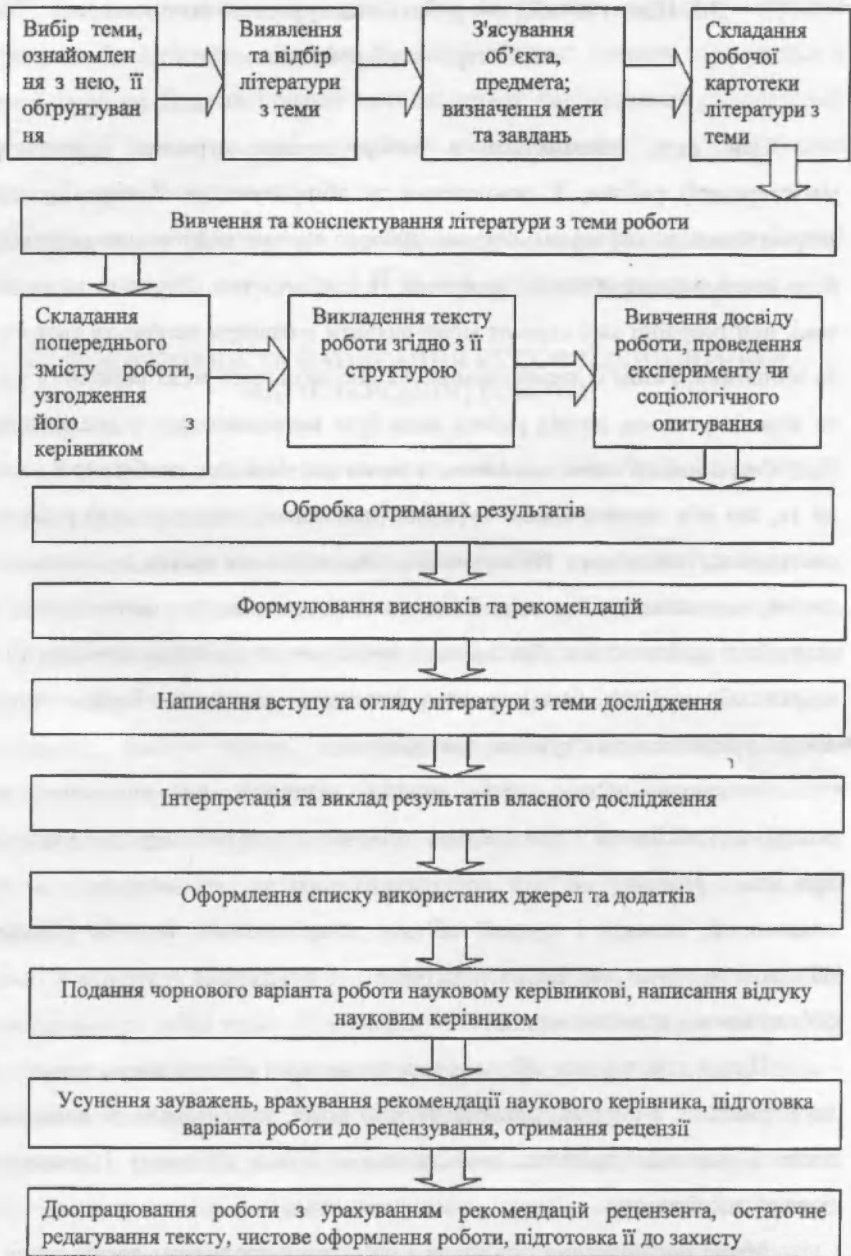 Вибір теми,
ознайомлен
ня з нею, її
обґрунтуван
ня
Виявлення
та відбір
літератури
з теми
З'ясування
об’єкта,
предмета;
визначення мети
та завдань
Складання
робочої
картотеки
літератури з
теми
Вивчення та конспектування літератури з теми роботи
Складання
попереднього
змісту роботи,
узгодження
його з
керівником
Викладення тексту
роботи згідно з її
структурою
Вивчення досвіду
роботи, проведення
експерименту чи
соціологічного
опитування
Обробка отриманих результатів
Формулювання висновків та рекомендацій
Написання вступу та огляду літератури з теми дослідження
Інтерпретація та виклад результатів власного дослідження
Оформлення списку використаних джерел та додатків
Подання чорнового варіанта роботи науковому керівникові, написання відгуку
науковим керівником
Усунення зауважень, врахування рекомендації наукового керівника, підготовка
варіанта роботи до рецензування, отримання рецензії
Доопрацювання роботи з урахуванням рекомендацій рецензента, остаточне
редагування тексту, чистове оформлення роботи, підготовка її до захисту